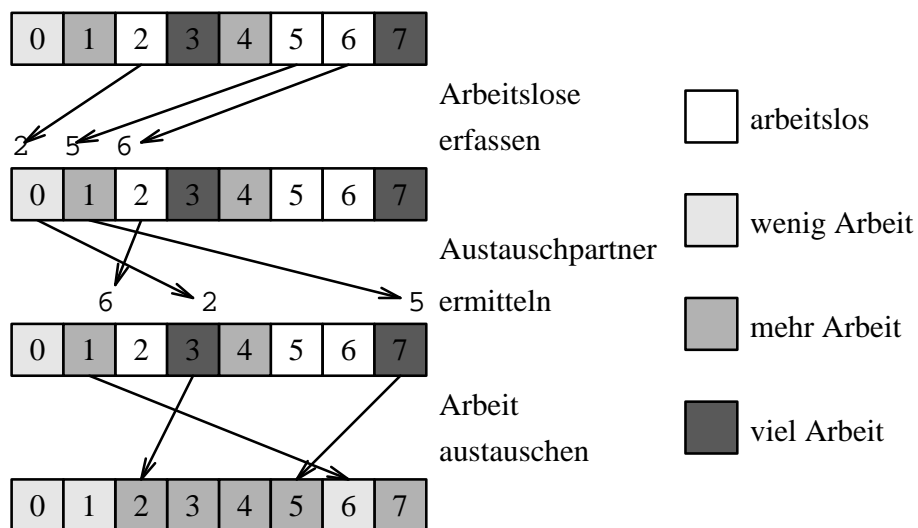 0 1 2 3 4 5 6 7
Arbeitslose
erfassen
2 5 6
0 1 2 3 4 5 6 7
Austauschpartner
ermitteln
6 2 5
0 1 2 3 4 5 6 7
Arbeit
austauschen
0 1 2 3 4 5 6 7
arbeitslos
wenig Arbeit
mehr Arbeit
viel Arbeit